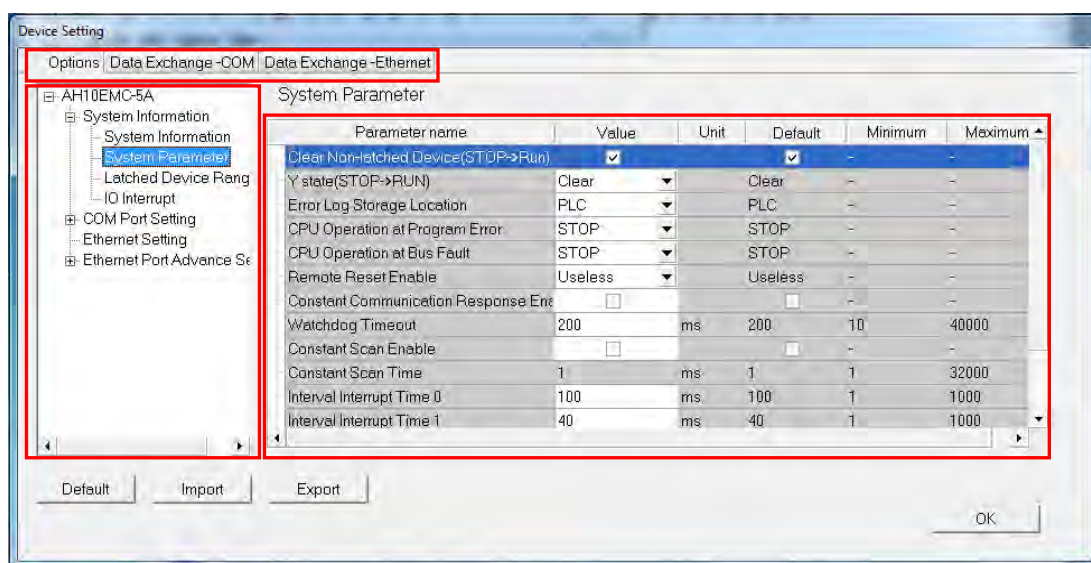 Device Setting
Options Data Exchange -COM Data Exchange -Ethernet
AH10EMC-5A
System Information
System Information
System Parameter
Latched Device Rang
IO Interrupt
COM Port Setting
Ethernet Setting
Ethernet Port Advance Se
System Parameter
Parameter name Value Unit Default Minimum Maximum
Clear Non-latched Device(STOP->Run) - -
Y state(STOP->RUN) Clear Clear - -
Error Log Storage Location PLC PLC - -
CPU Operation at Program Error STOP STOP - -
CPU Operation at Bus Fault STOP STOP - -
Remote Reset Enable Useless Useless - -
Constant Communication Response Ena - -
Watchdog Timeout 200 ms 200 10 40000
Constant Scan Enable - -
Constant Scan Time 1 ms 1 1 32000
Interval Interrupt Time 0 100 ms 100 1 1000
Interval Interrupt Time 1 40 ms 40 1 1000
Default Import Export
OK